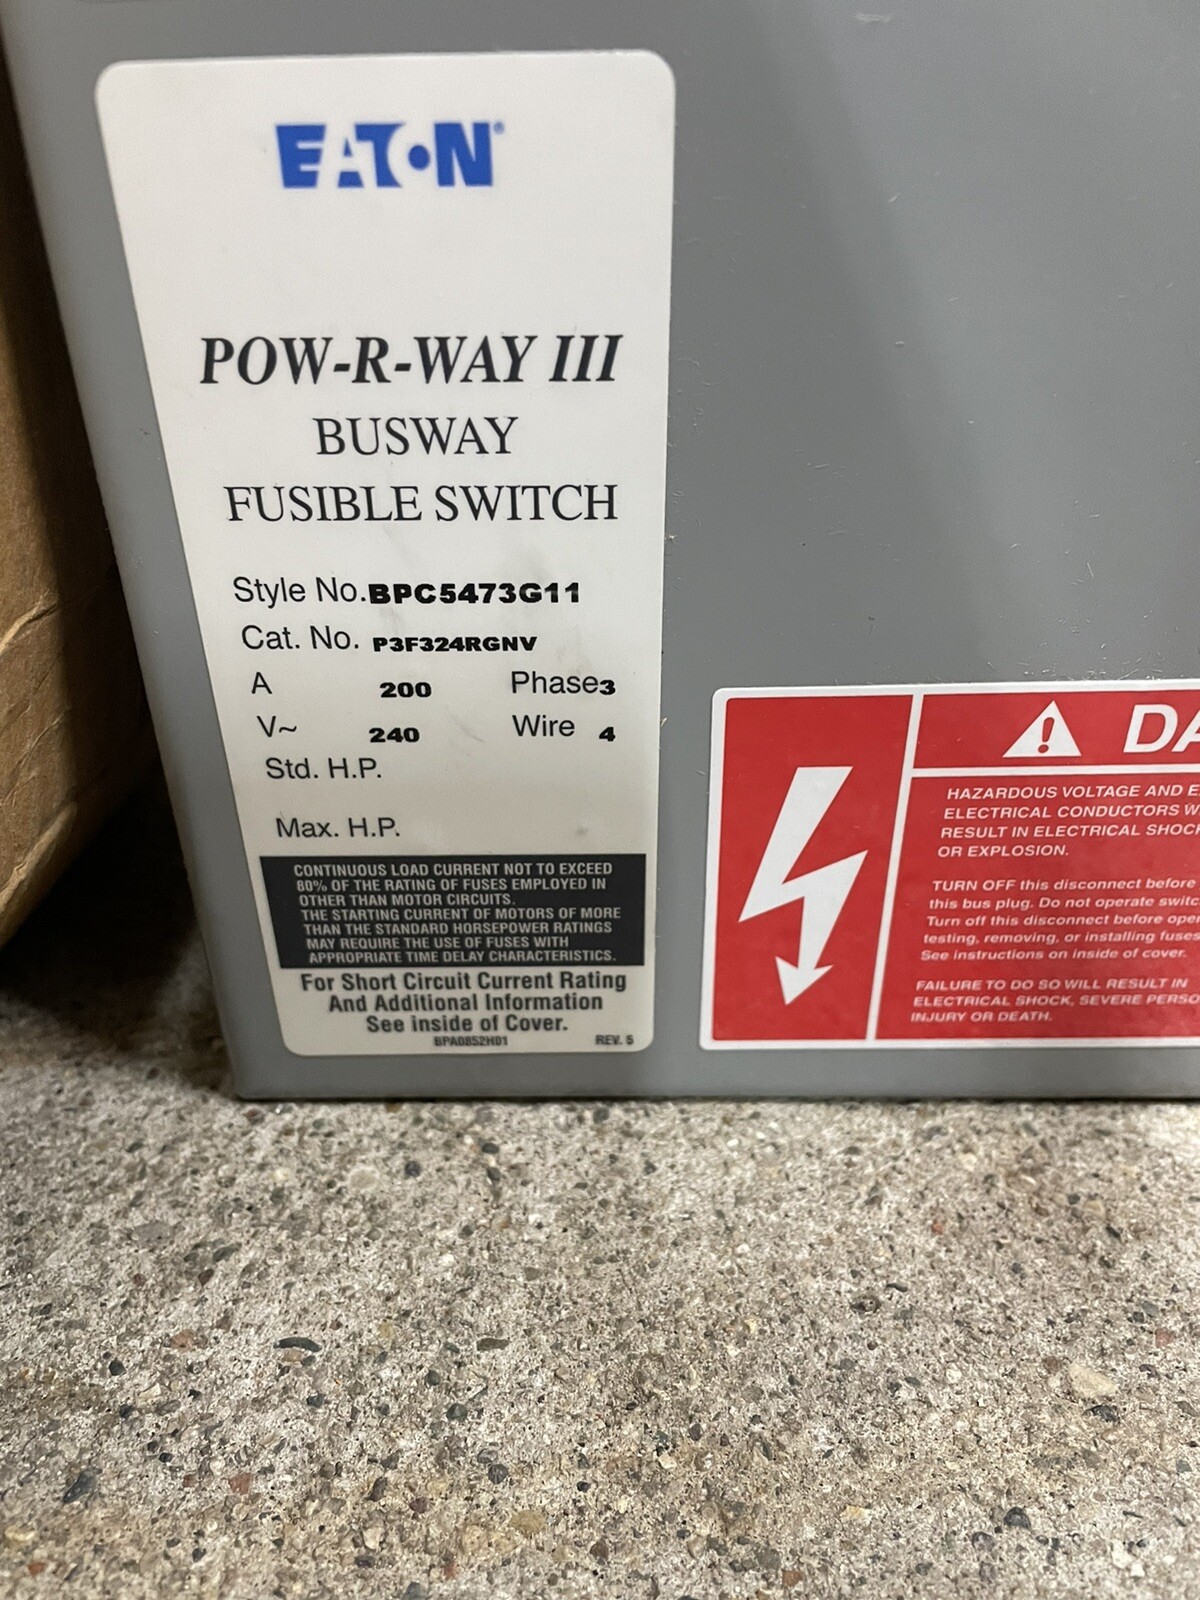 EATON®
POW-R-WAY III
BUSWAY
FUSIBLE SWITCH
Style No. BPC5473G11
Cat. No. P3F324RGNV
A 200 Phase 3
V~ 240 Wire 4
Std. H.P.
Max. H.P.
CONTINUOUS LOAD CURRENT NOT TO EXCEED
80% OF THE RATING OF FUSES EMPLOYED IN
OTHER THAN MOTOR CIRCUITS.
THE STARTING CURRENT OF MOTORS OF MORE
THAN THE STANDARD HORSEPOWER RATINGS
MAY REQUIRE THE USE OF FUSES WITH
APPROPRIATE TIME DELAY CHARACTERISTICS.
For Short Circuit Current Rating
And Additional Information
See inside of Cover.
BPA0852H01 REV. 5
HAZARDOUS VOLTAGE AND
ELECTRICAL CONDUCTORS
RESULT IN ELECTRICAL SHOCK
OR EXPLOSION.
TURN OFF this disconnect before
this bus plug. Do not operate
Turn off this disconnect before
testing, removing, or installing fuses
See instructions on inside of cover.
FAILURE TO DO SO WILL RESULT IN
ELECTRICAL SHOCK, SEVERE
INJURY OR DEATH.